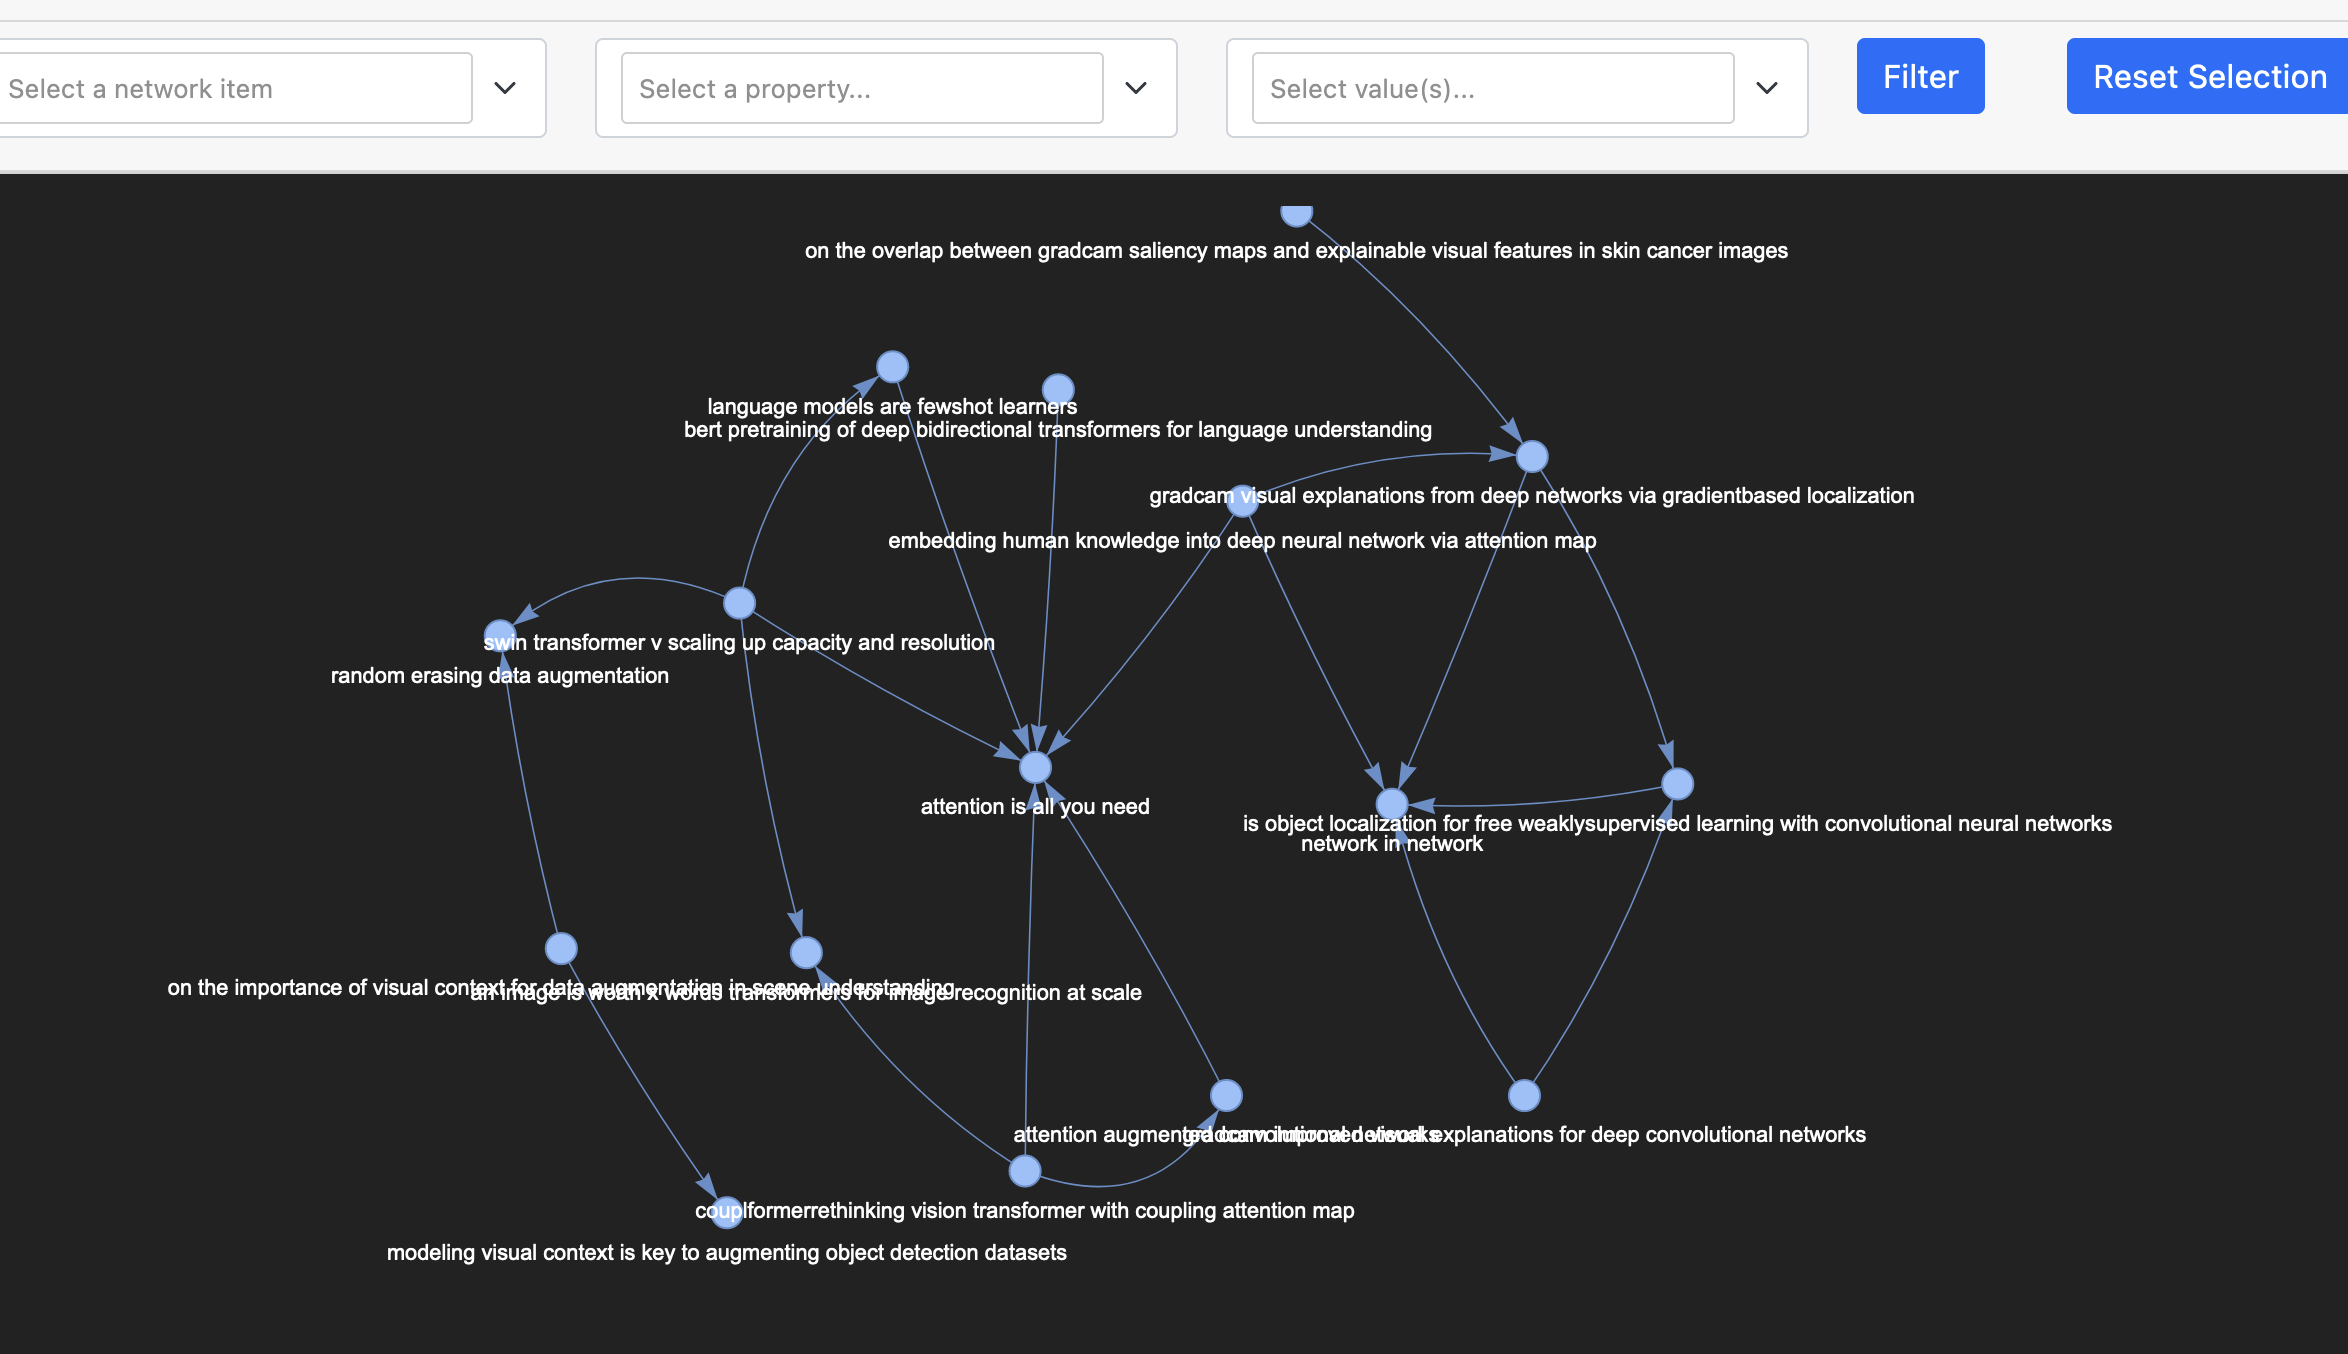 Select a network item
Select a property...
Select value(s)...
Filter
Reset Selection
on the overlap between gradcam saliency maps and explainable visual features in skin cancer images
language models are fewshot learners
bert pretraining of deep bidirectional transformers for language understanding
gradcam visual explanations from deep networks via gradientbased localization
embedding human knowledge into deep neural network via attention map
swin transformer v scaling up capacity and resolution
random erasing data augmentation
attention is all you need
is object localization for free weaklysupervised learning with convolutional neural networks
network in network
on the importance of visual context for data augmentation in scene understanding
an image is worth x words transformers for image recognition at scale
attention augmented convolutional networks
gradcam improved visual explanations for deep convolutional networks
couplformerrethinking vision transformer with coupling attention map
modeling visual context is key to augmenting object detection datasets